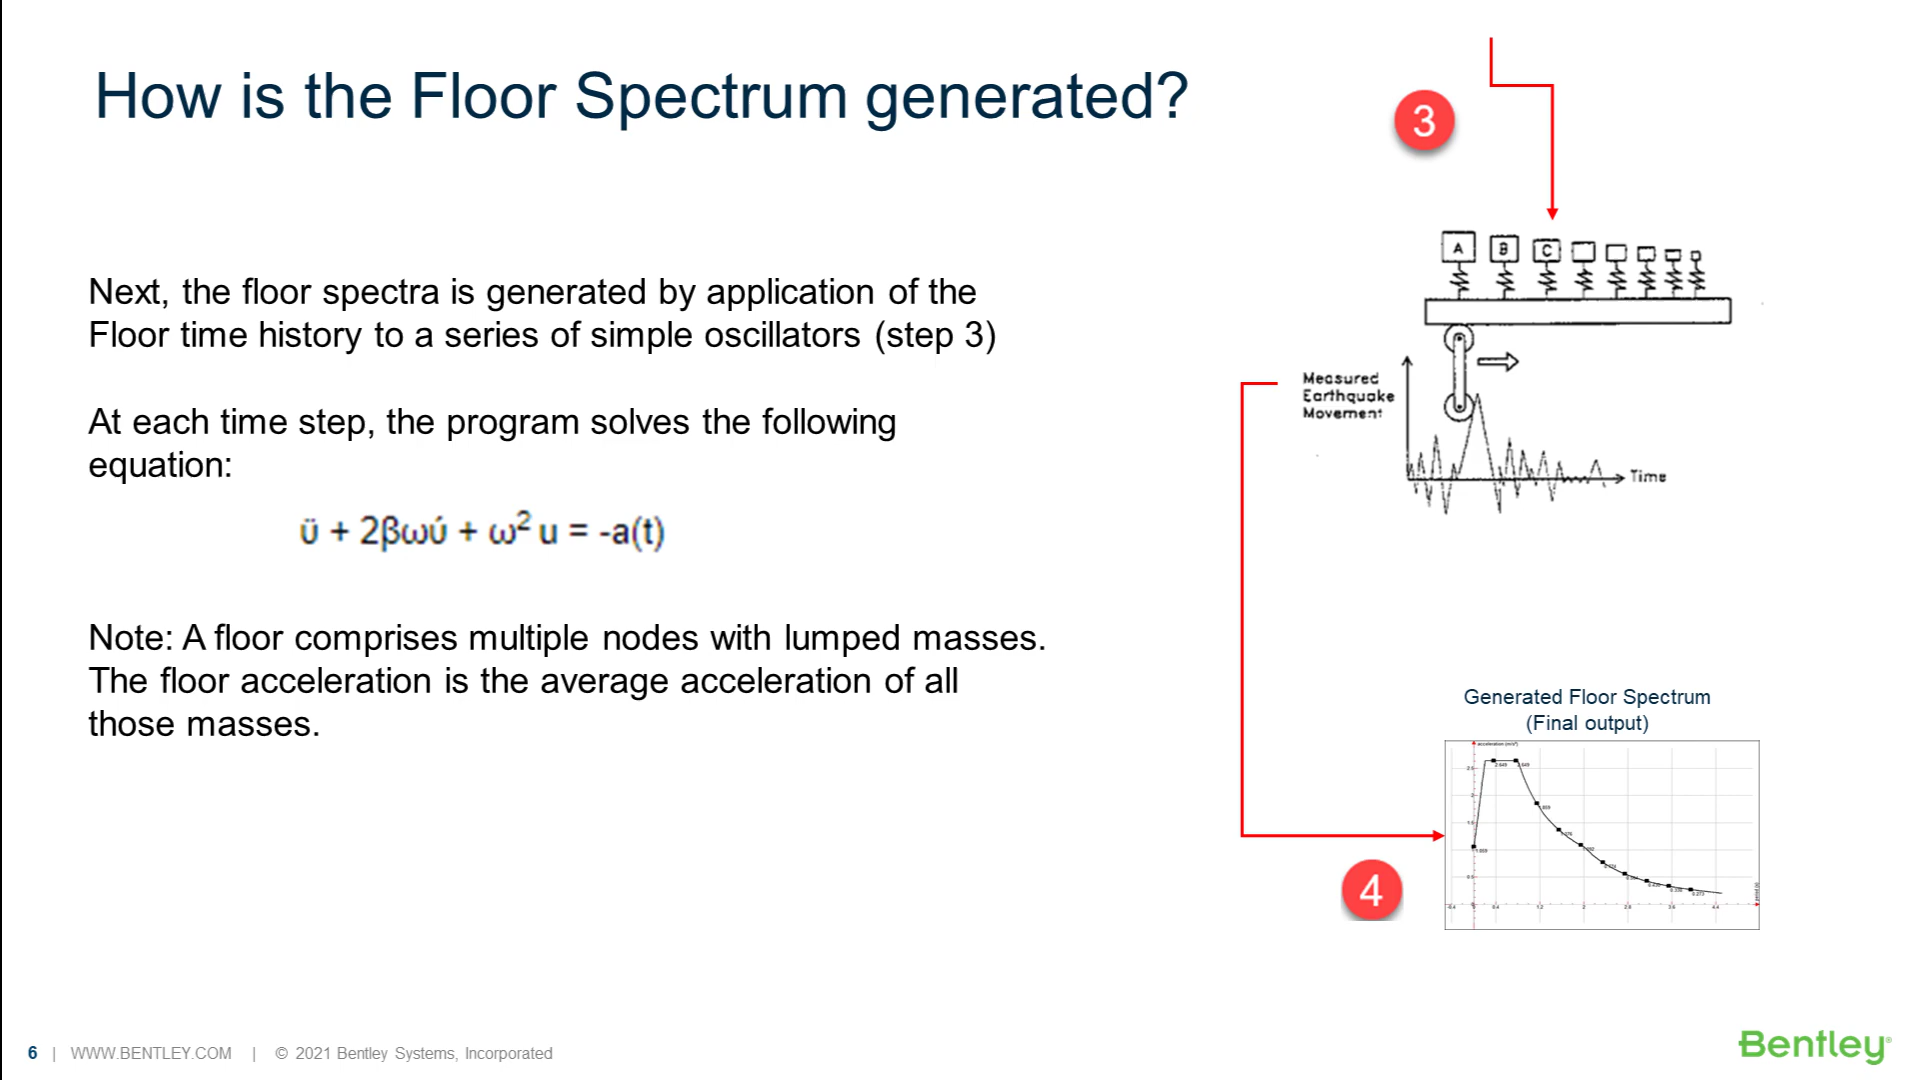 How is the Floor Spectrum generated?
3
Next, the floor spectra is generated by application of the
Floor time history to a series of simple oscillators (step 3)
At each time step, the program solves the following
equation:
ü + 2βωú + ω² u = -a(t)
Note: A floor comprises multiple nodes with lumped masses.
The floor acceleration is the average acceleration of all
those masses.
A B C
Measured
Earthquake
Movement
Time
Generated Floor Spectrum
(Final output)
acceleration (m/s²)
4
6 | WWW.BENTLEY.COM | © 2021 Bentley Systems, Incorporated
Bentley®